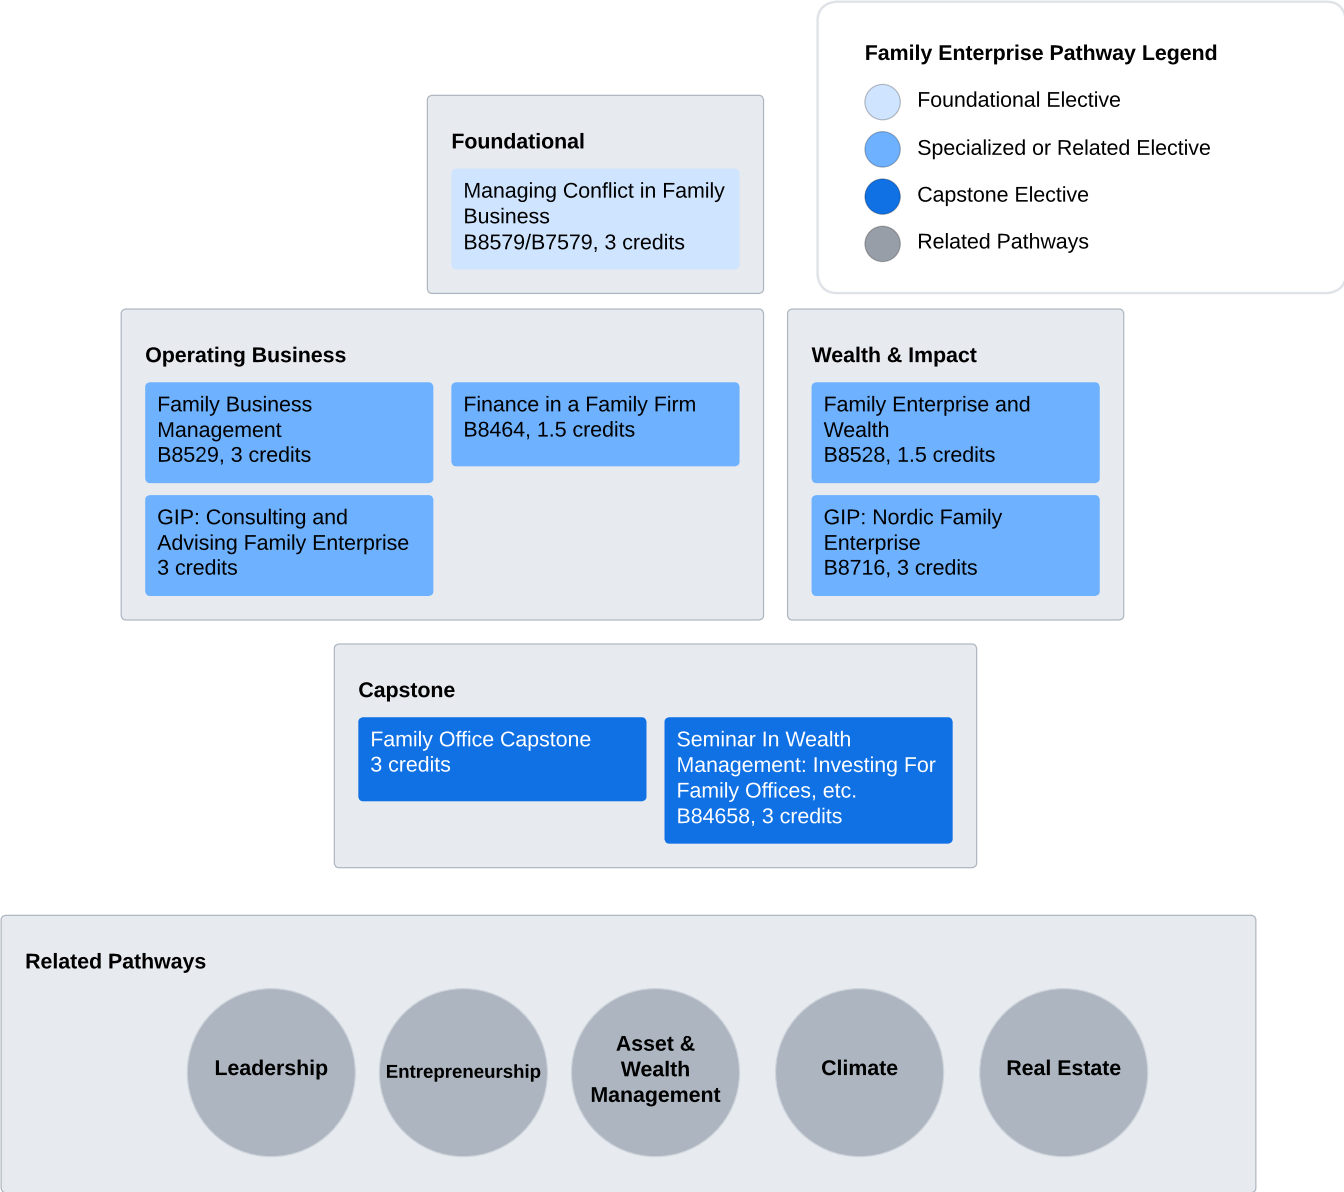 Family Enterprise Pathway Legend
Foundational Elective
Specialized or Related Elective
Capstone Elective
Related Pathways
Foundational
Managing Conflict in Family
Business
B8579/B7579, 3 credits
Operating Business
Family Business
Management
B8529, 3 credits
Finance in a Family Firm
B8464, 1.5 credits
GIP: Consulting and
Advising Family Enterprise
3 credits
Wealth & Impact
Family Enterprise and
Wealth
B8528, 1.5 credits
GIP: Nordic Family
Enterprise
B8716, 3 credits
Capstone
Family Office Capstone
3 credits
Seminar In Wealth
Management: Investing For
Family Offices, etc.
B84658, 3 credits
Related Pathways
Leadership
Entrepreneurship
Asset &
Wealth
Management
Climate
Real Estate